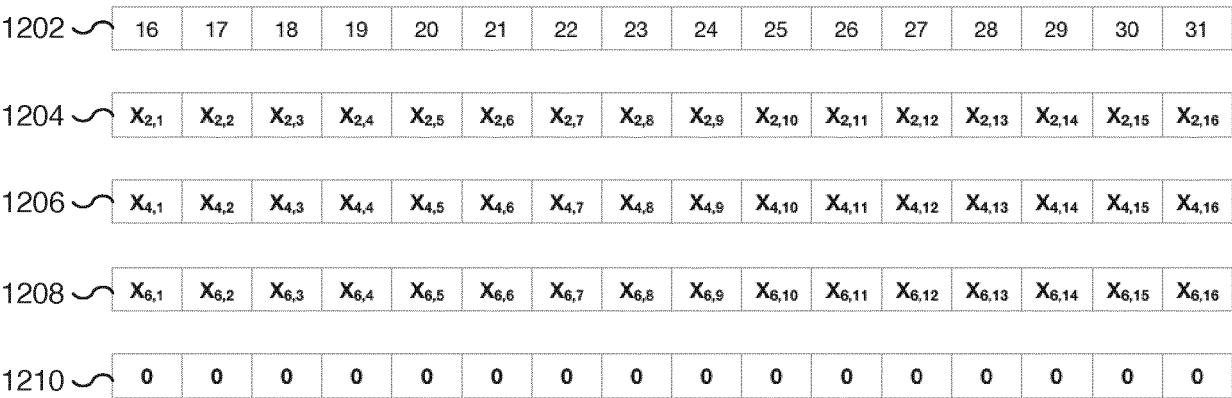 1202 16 17 18 19 20 21 22 23 24 25 26 27 28 29 30 31
1204 X2,1 X2,2 X2,3 X2,4 X2,5 X2,6 X2,7 X2,8 X2,9 X2,10 X2,11 X2,12 X2,13 X2,14 X2,15 X2,16
1206 X4,1 X4,2 X4,3 X4,4 X4,5 X4,6 X4,7 X4,8 X4,9 X4,10 X4,11 X4,12 X4,13 X4,14 X4,15 X4,16
1208 X6,1 X6,2 X6,3 X6,4 X6,5 X6,6 X6,7 X6,8 X6,9 X6,10 X6,11 X6,12 X6,13 X6,14 X6,15 X6,16
1210 0 0 0 0 0 0 0 0 0 0 0 0 0 0 0 0